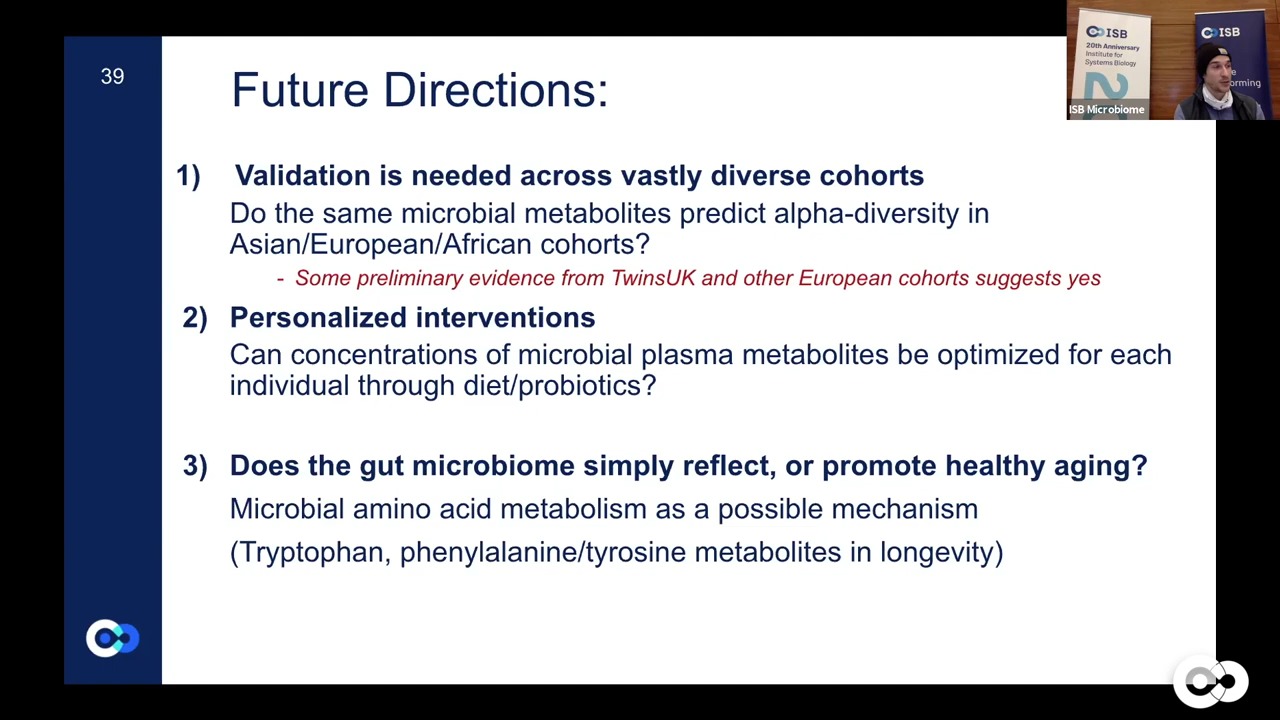 39
Future Directions:
1) Validation is needed across vastly diverse cohorts
Do the same microbial metabolites predict alpha-diversity in
Asian/European/African cohorts?
- Some preliminary evidence from TwinsUK and other European cohorts suggests yes
2) Personalized interventions
Can concentrations of microbial plasma metabolites be optimized for each
individual through diet/probiotics?
3) Does the gut microbiome simply reflect, or promote healthy aging?
Microbial amino acid metabolism as a possible mechanism
(Tryptophan, phenylalanine/tyrosine metabolites in longevity)
ISB
20th Anniversary
Institute for
Systems Biology
ISB
ISB Microbiome